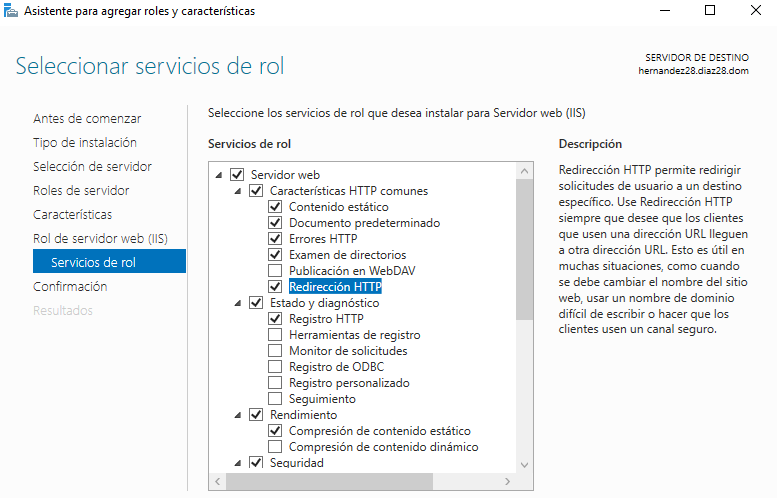 Asistente para agregar roles y características
Seleccionar servicios de rol
SERVIDOR DE DESTINO
hernandez28.diaz28.dom
Antes de comenzar
Tipo de instalación
Selección de servidor
Roles de servidor
Características
Rol de servidor web (IIS)
Servicios de rol
Confirmación
Resultados
Seleccione los servicios de rol que desea instalar para Servidor web (IIS)
Servicios de rol
Servidor web
Características HTTP comunes
Contenido estático
Documento predeterminado
Errores HTTP
Examen de directorios
Publicación en WebDAV
Redirección HTTP
Estado y diagnóstico
Registro HTTP
Herramientas de registro
Monitor de solicitudes
Registro de ODBC
Registro personalizado
Seguimiento
Rendimiento
Compresión de contenido estático
Compresión de contenido dinámico
Seguridad
Descripción
Redirección HTTP permite redirigir
solicitudes de usuario a un destino
específico. Use Redirección HTTP
siempre que desee que los clientes
que usen una dirección URL lleguen
a otra dirección URL. Esto es útil en
muchas situaciones, como cuando
se debe cambiar el nombre del sitio
web, usar un nombre de dominio
difícil de escribir o hacer que los
clientes usen un canal seguro.